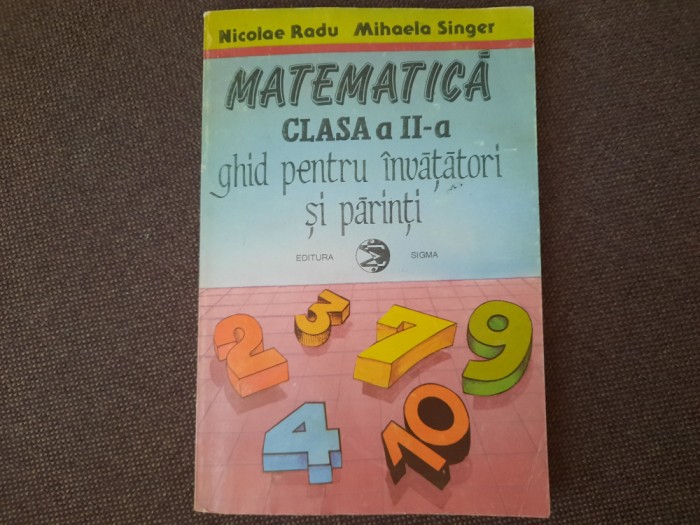 Nicolae Radu Mihaela Singer
MATEMATICĂ
CLASA a II-a
ghid pentru învățători
și părinți
EDITURA SIGMA
2 3 7 9
4 10